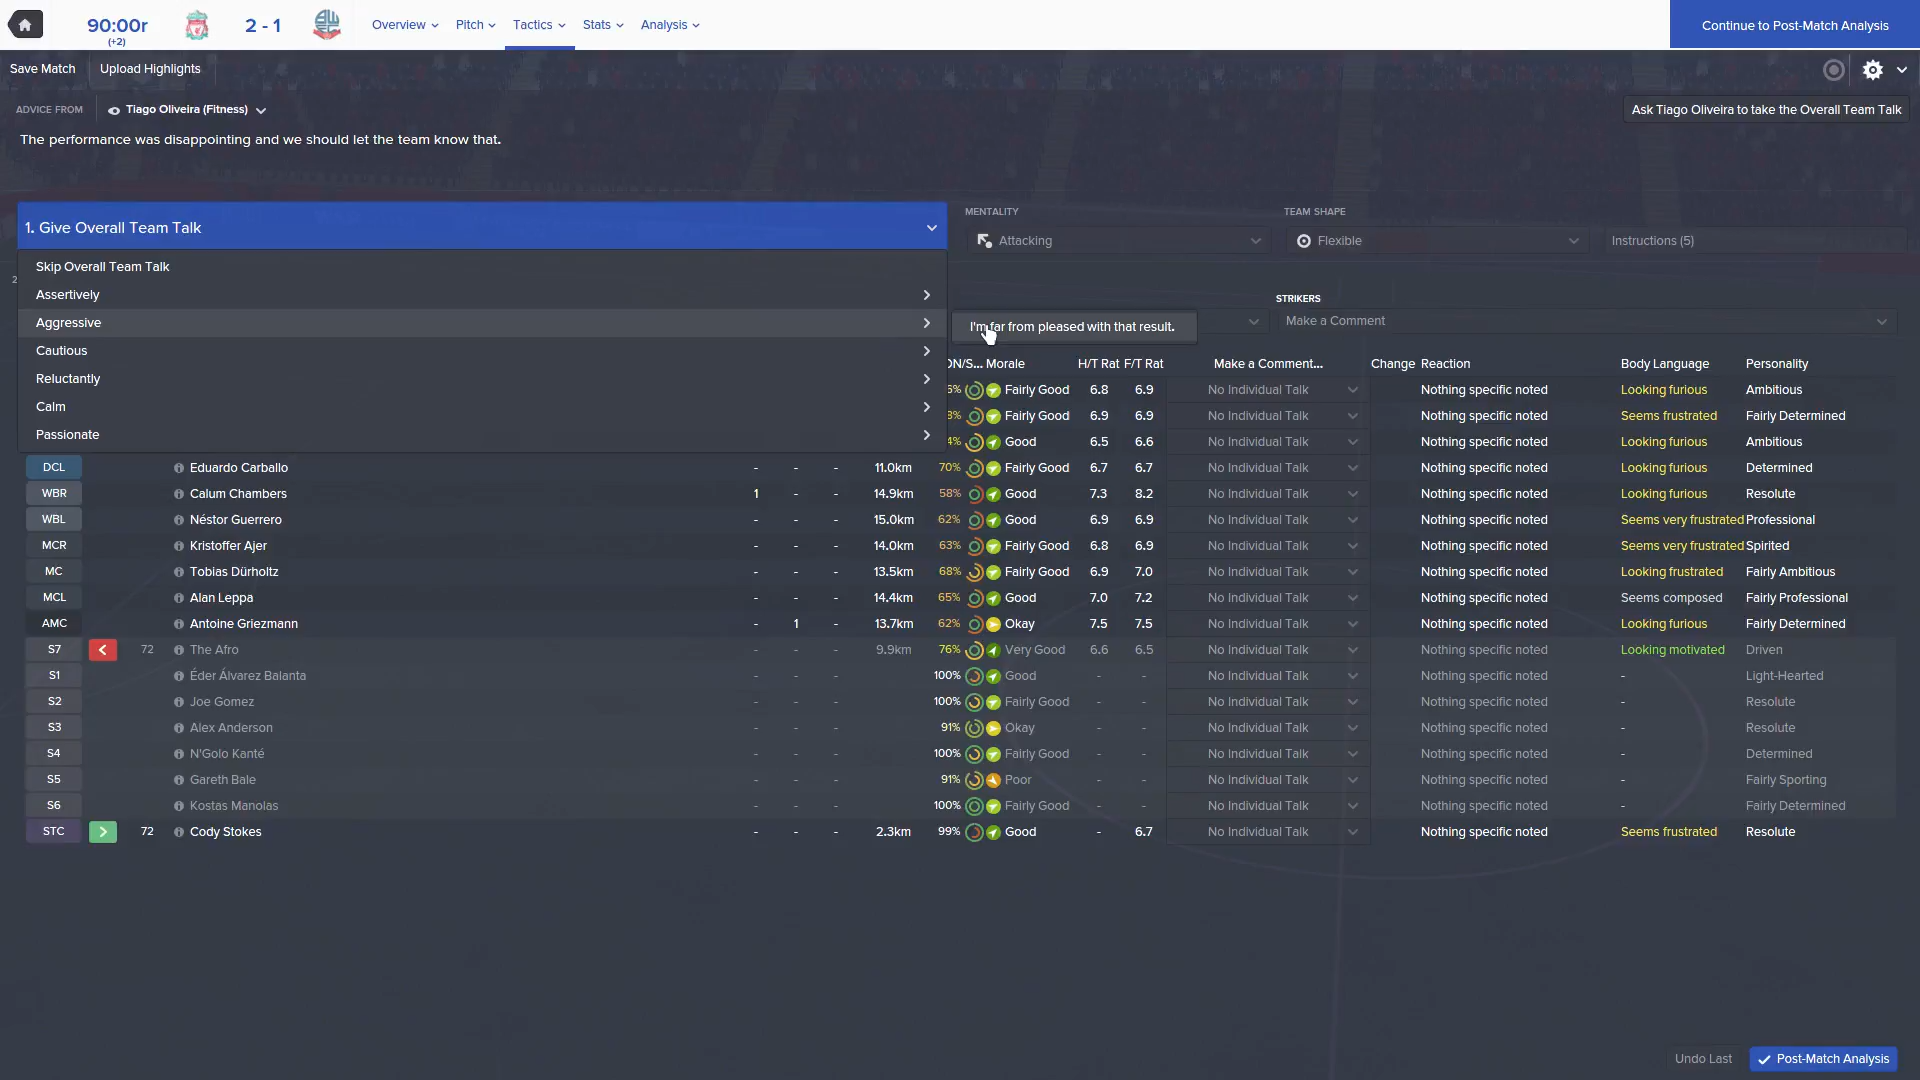 90:00r
(+2)
2 - 1
Overview
Pitch
Tactics
Stats
Analysis
Continue to Post-Match Analysis
Save Match
Upload Highlights
ADVICE FROM
Tiago Oliveira (Fitness)
Ask Tiago Oliveira to take the Overall Team Talk
The performance was disappointing and we should let the team know that.
1. Give Overall Team Talk
MENTALITY
Attacking
TEAM SHAPE
Flexible
Instructions (5)
Skip Overall Team Talk
Assertively
Aggressive
Cautious
Reluctantly
Calm
Passionate
I'm far from pleased with that result.
STRIKERS
Make a Comment
ON/S... Morale H/T Rat F/T Rat Make a Comment... Change Reaction Body Language Personality
6% Fairly Good 6.8 6.9 No Individual Talk Nothing specific noted Looking furious Ambitious
8% Fairly Good 6.9 6.9 No Individual Talk Nothing specific noted Seems frustrated Fairly Determined
4% Good 6.5 6.6 No Individual Talk Nothing specific noted Looking furious Ambitious
DCL Eduardo Carballo - - - 11.0km 70% Fairly Good 6.7 6.7 No Individual Talk Nothing specific noted Looking furious Determined
WBR Calum Chambers 1 - - 14.9km 58% Good 7.3 8.2 No Individual Talk Nothing specific noted Looking furious Resolute
WBL Néstor Guerrero - - - 15.0km 62% Good 6.9 6.9 No Individual Talk Nothing specific noted Seems very frustrated Professional
MCR Kristoffer Ajer - - - 14.0km 63% Fairly Good 6.8 6.9 No Individual Talk Nothing specific noted Seems very frustrated Spirited
MC Tobias Dürholtz - - - 13.5km 68% Fairly Good 6.9 7.0 No Individual Talk Nothing specific noted Looking frustrated Fairly Ambitious
MCL Alan Leppa - - - 14.4km 65% Good 7.0 7.2 No Individual Talk Nothing specific noted Seems composed Fairly Professional
AMC Antoine Griezmann - 1 - 13.7km 62% Okay 7.5 7.5 No Individual Talk Nothing specific noted Looking furious Fairly Determined
S7 72 The Afro - - - 9.9km 76% Very Good 6.6 6.5 No Individual Talk Nothing specific noted Looking motivated Driven
S1 Éder Álvarez Balanta - - - 100% Good - - No Individual Talk Nothing specific noted - Light-Hearted
S2 Joe Gomez - - - 100% Fairly Good - - No Individual Talk Nothing specific noted - Resolute
S3 Alex Anderson - - - 91% Okay - - No Individual Talk Nothing specific noted - Resolute
S4 N'Golo Kanté - - - 100% Fairly Good - - No Individual Talk Nothing specific noted - Determined
S5 Gareth Bale - - - 91% Poor - - No Individual Talk Nothing specific noted - Fairly Sporting
S6 Kostas Manolas - - - 100% Fairly Good - - No Individual Talk Nothing specific noted - Fairly Determined
STC 72 Cody Stokes - - - 2.3km 99% Good - 6.7 No Individual Talk Nothing specific noted Seems frustrated Resolute
Undo Last
Post-Match Analysis